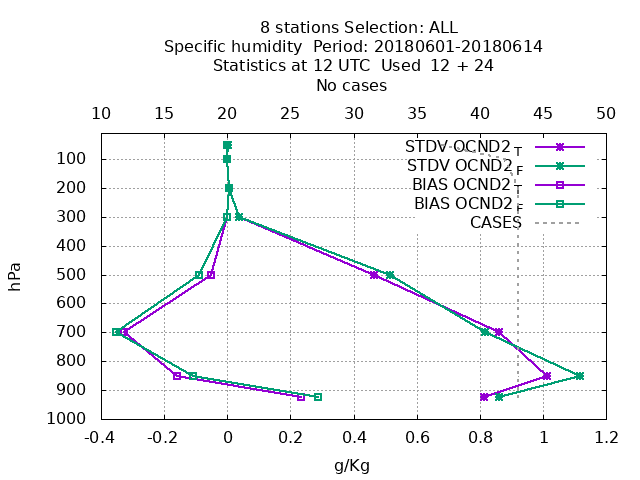 8 stations Selection: ALL
Specific humidity  Period: 20180601-20180614
Statistics at 12 UTC  Used  12 + 24
No cases
10 15 20 25 30 35 40 45 50
STDV OCND2 T
STDV OCND2 F
BIAS OCND2 T
BIAS OCND2 F
CASES
100
200
300
400
500
600
700
800
900
1000
hPa
-0.4 -0.2 0 0.2 0.4 0.6 0.8 1 1.2
g/Kg